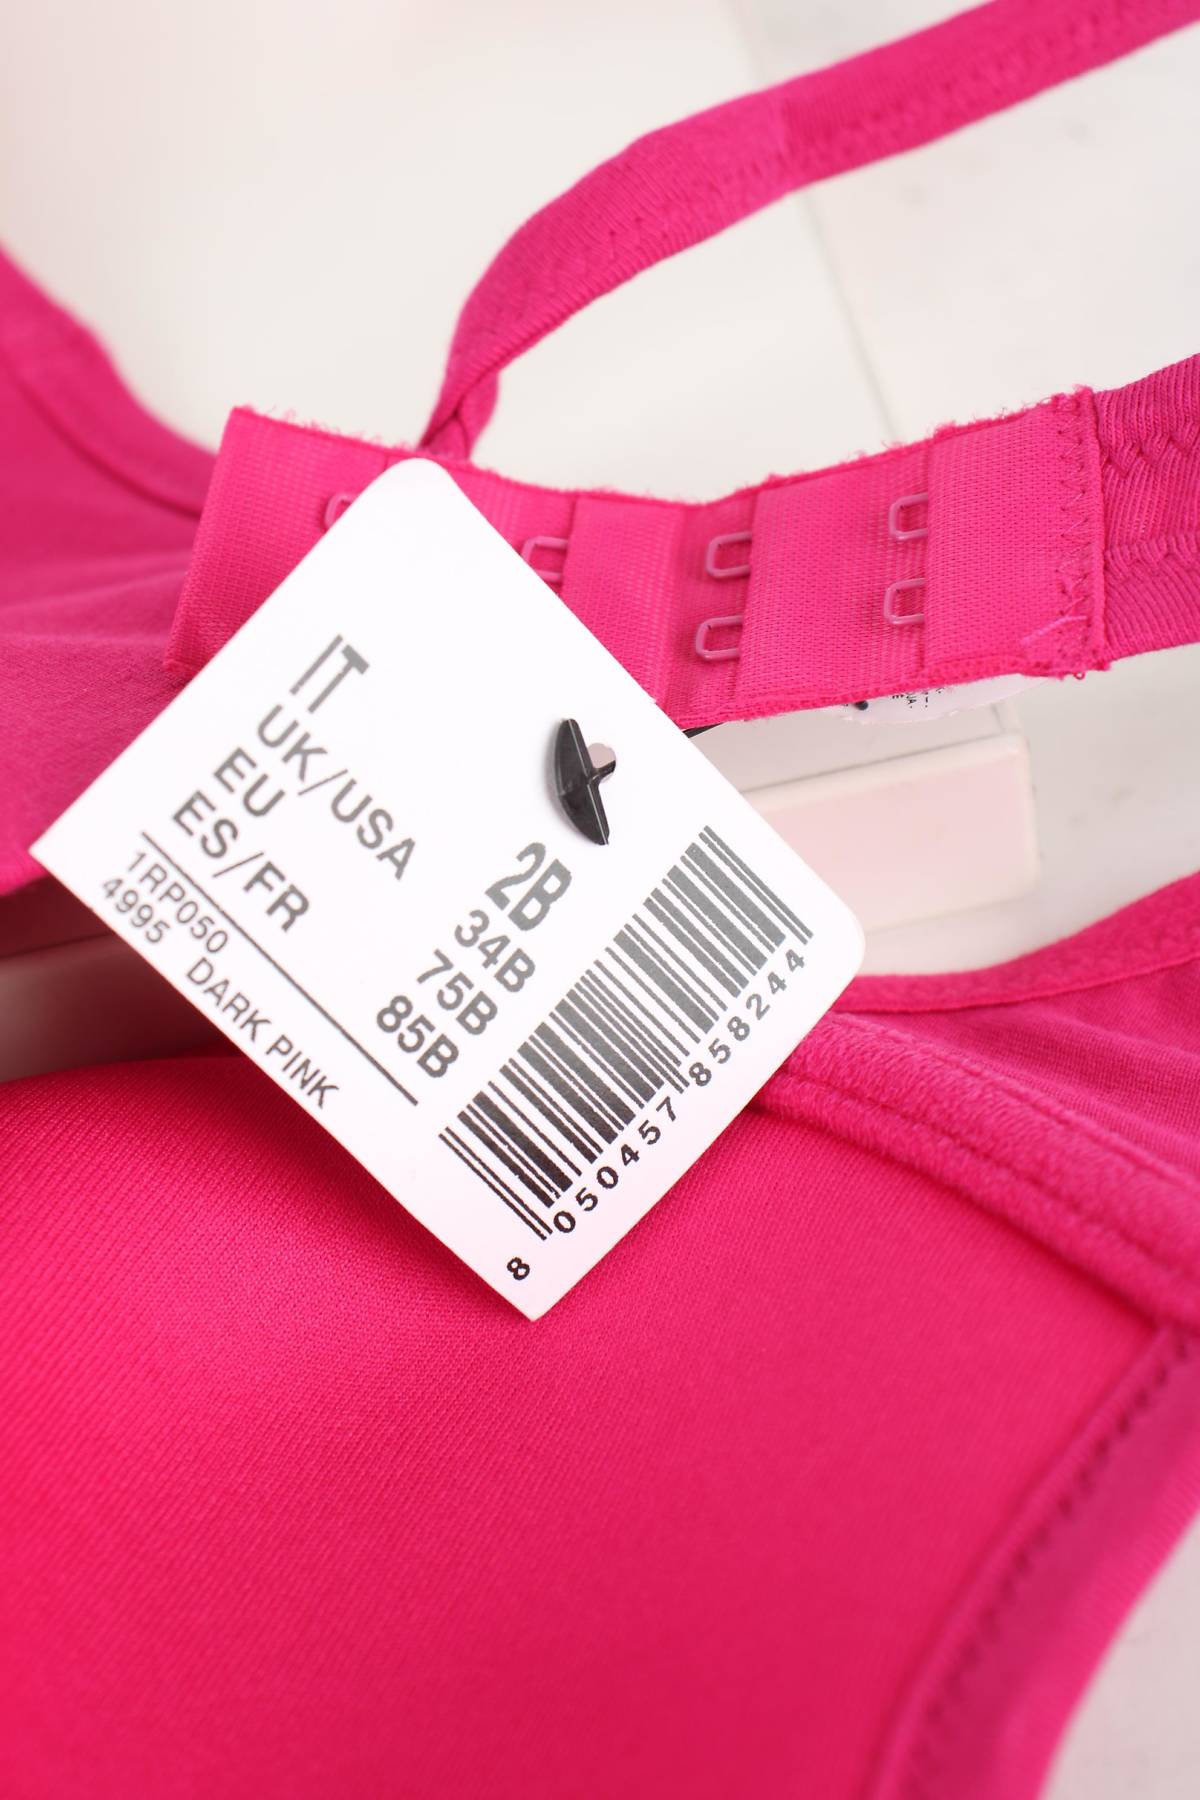 IT 2B
UK/USA 34B
EU 75B
ES/FR 85B
1RP050
4995 DARK PINK
8 050457 858244